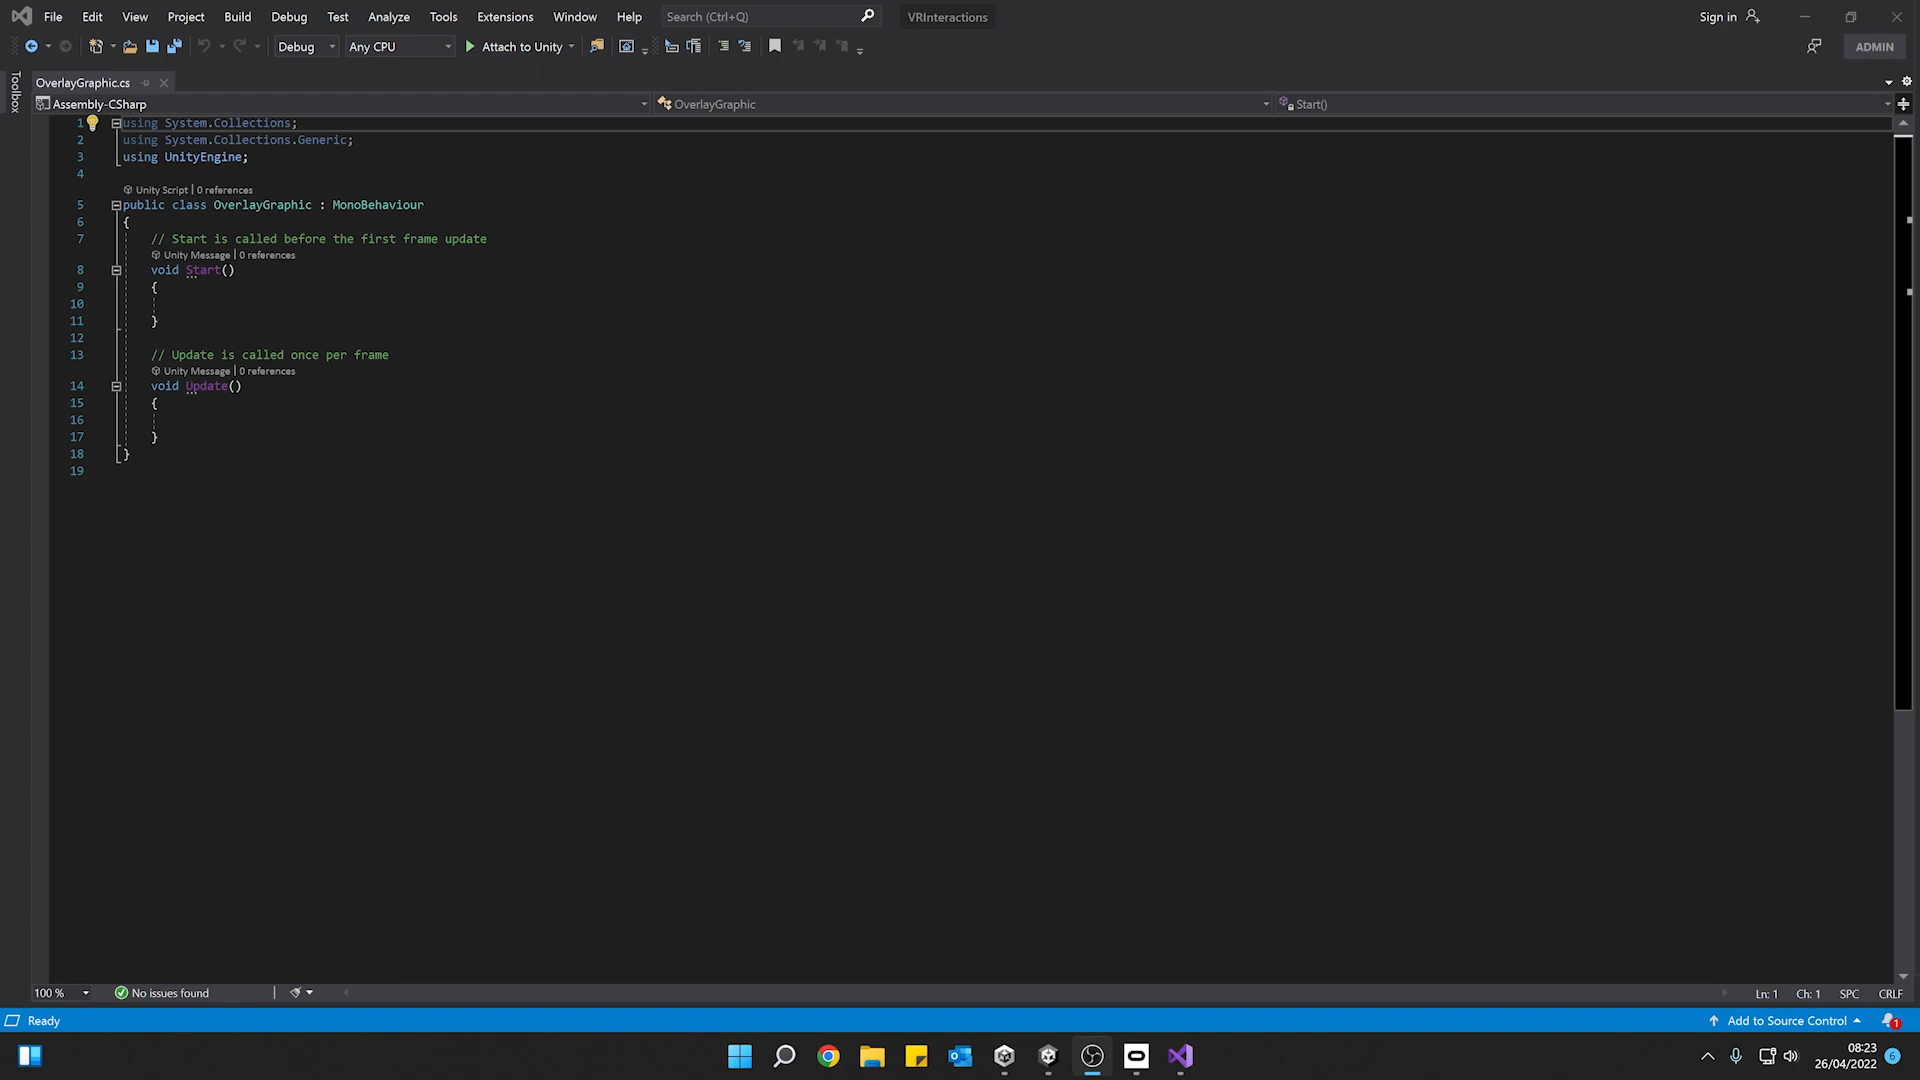 File Edit View Project Build Debug Test Analyze Tools Extensions Window Help Search (Ctrl+Q) VRInteractions Sign in
Debug Any CPU Attach to Unity ADMIN
Toolbox
OverlayGraphic.cs
Assembly-CSharp OverlayGraphic Start()
1 using System.Collections;
2 using System.Collections.Generic;
3 using UnityEngine;
4
Unity Script | 0 references
5 public class OverlayGraphic : MonoBehaviour
6 {
7 // Start is called before the first frame update
Unity Message | 0 references
8 void Start()
9 {
10
11 }
12
13 // Update is called once per frame
Unity Message | 0 references
14 void Update()
15 {
16
17 }
18 }
19
100 % No issues found Ln: 1 Ch: 1 SPC CRLF
Ready Add to Source Control 1
08:23
26/04/2022 6